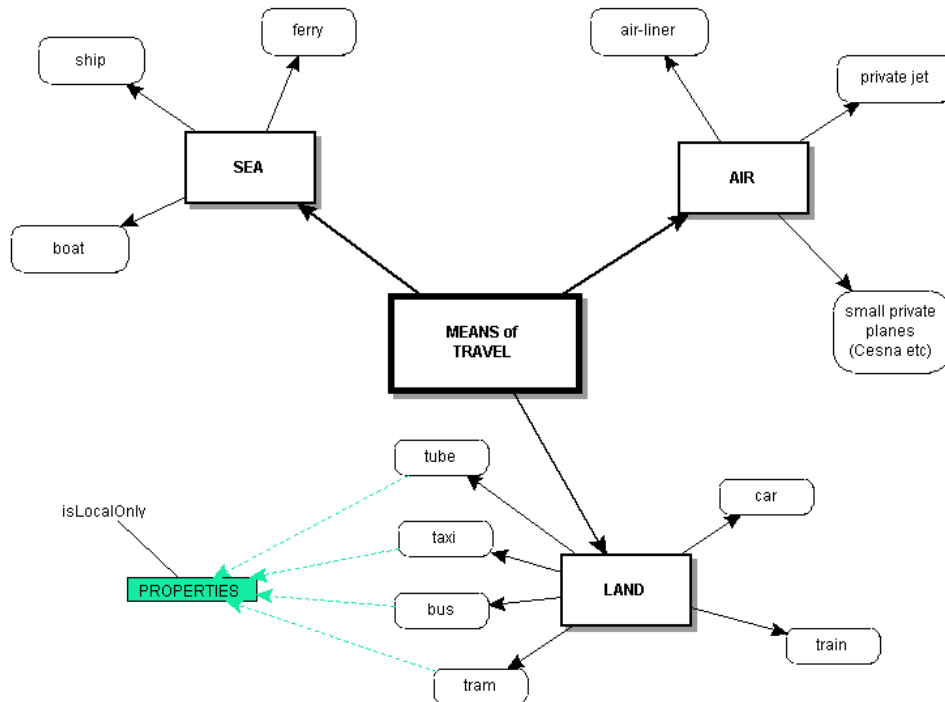 ferry
air-liner
ship
private jet
SEA
AIR
boat
small private
planes
(Cesna etc)
MEANS of
TRAVEL
tube
car
isLocalOnly
taxi
PROPERTIES
LAND
bus
train
tram